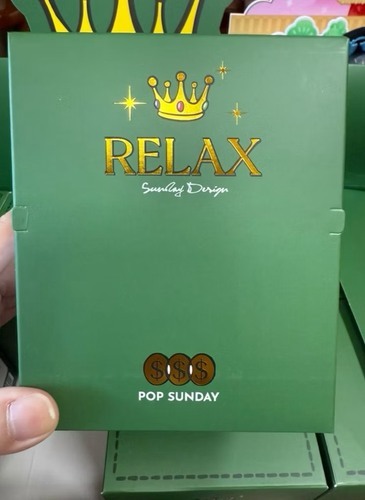 RELAX
Sunday Design
$$$
POP SUNDAY